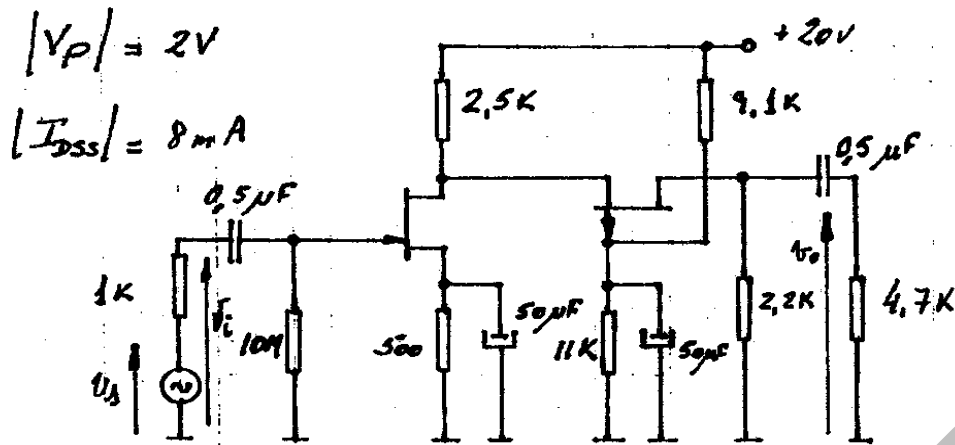 |Vp| = 2V
|IDSS| = 8 mA
+20V
2,5K
9,1K
0,5µF
0,5µF
1K
vi
10M
500
50µF
11K
50µF
2,2K
vo
4,7K
vs